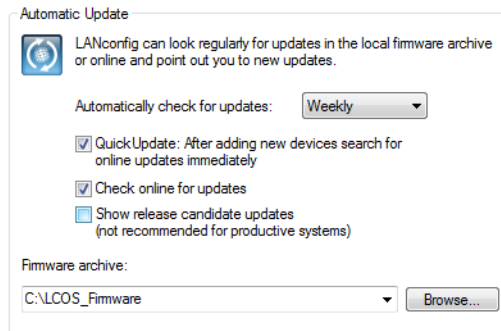 Automatic Update
LANconfig can look regularly for updates in the local firmware archive
or online and point out you to new updates.
Automatically check for updates: Weekly
QuickUpdate: After adding new devices search for
online updates immediately
Check online for updates
Show release candidate updates
(not recommended for productive systems)
Firmware archive:
C:\LCOS_Firmware Browse...